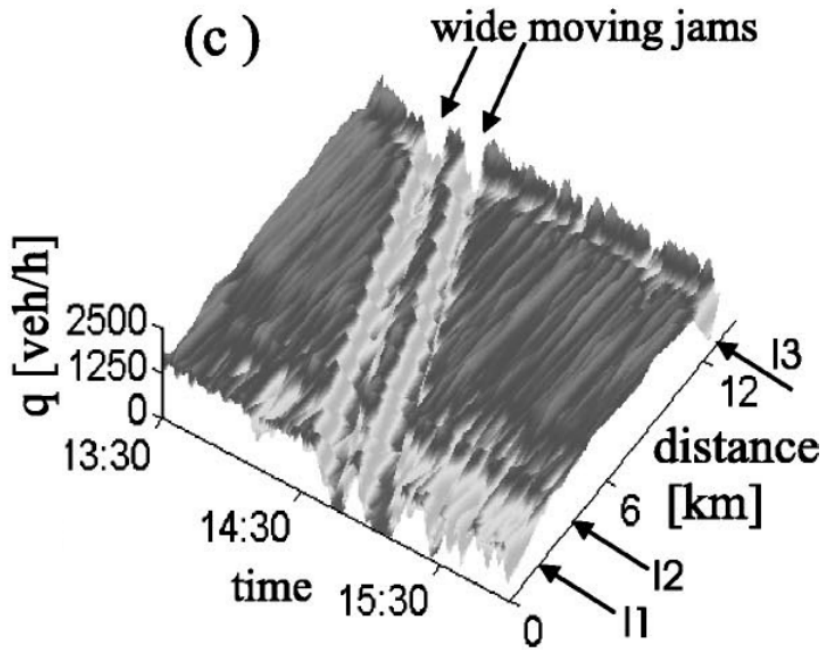 (c)
wide moving jams
q [veh/h]
2500
1250
0
13:30
14:30
15:30
time
0
6
12
distance
[km]
I1
I2
I3